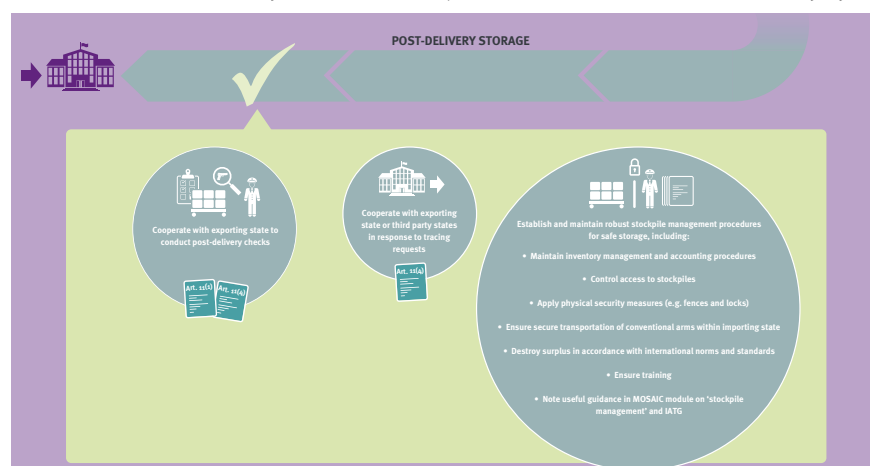 POST-DELIVERY STORAGE
Cooperate with exporting state to
conduct post-delivery checks
Art. 11(1)
Art. 11(4)
Cooperate with exporting
state or third party states
in response to tracing
requests
Art. 11(4)
Establish and maintain robust stockpile management procedures
for safe storage, including:
• Maintain inventory management and accounting procedures
• Control access to stockpiles
• Apply physical security measures (e.g. fences and locks)
• Ensure secure transportation of conventional arms within importing state
• Destroy surplus in accordance with international norms and standards
• Ensure training
• Note useful guidance in MOSAIC module on ‘stockpile
management’ and IATG